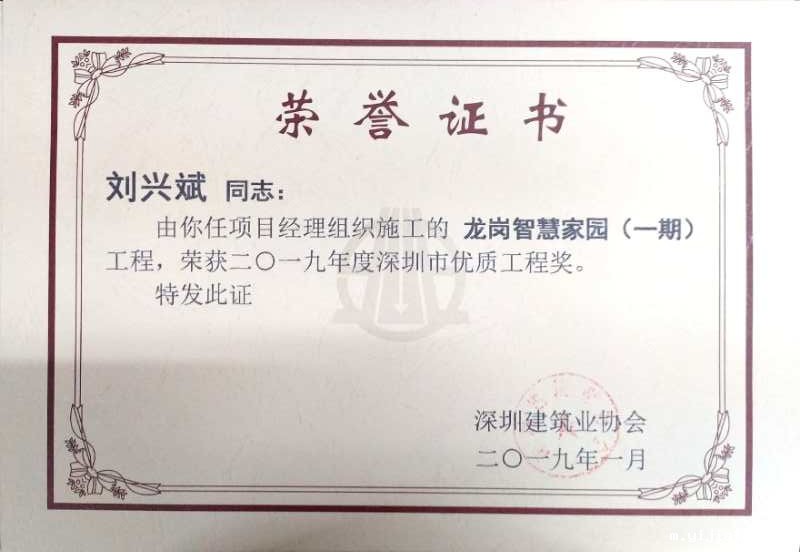 荣誉证书
刘兴斌 同志：
由你任项目经理组织施工的 龙岗智慧家园（一期）
工程，荣获二〇一九年度深圳市优质工程奖。
特发此证
深圳建筑业协会
二〇一九年一月